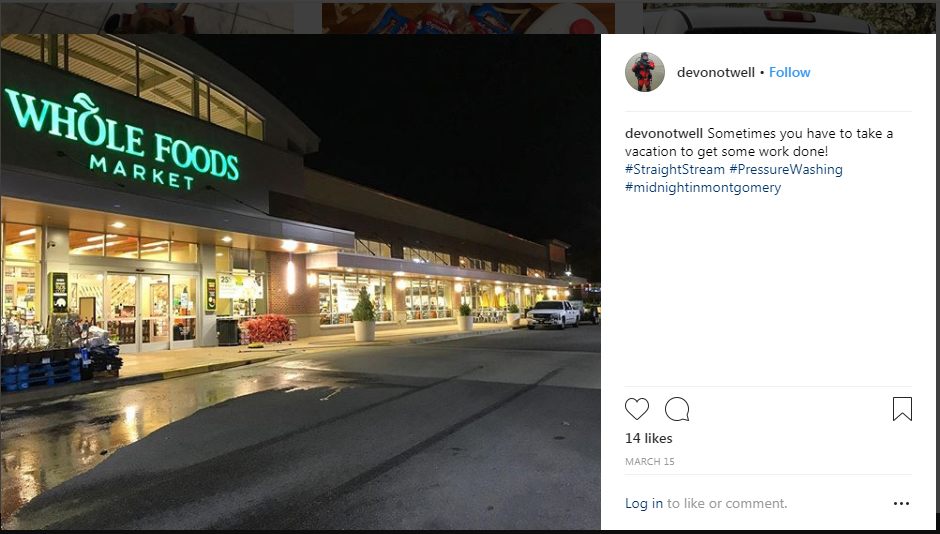 WHOLE FOODS
MARKET
devonotwell • Follow
devonotwell Sometimes you have to take a
vacation to get some work done!
#StraightStream #PressureWashing
#midnightinmontgomery
14 likes
MARCH 15
Log in to like or comment.